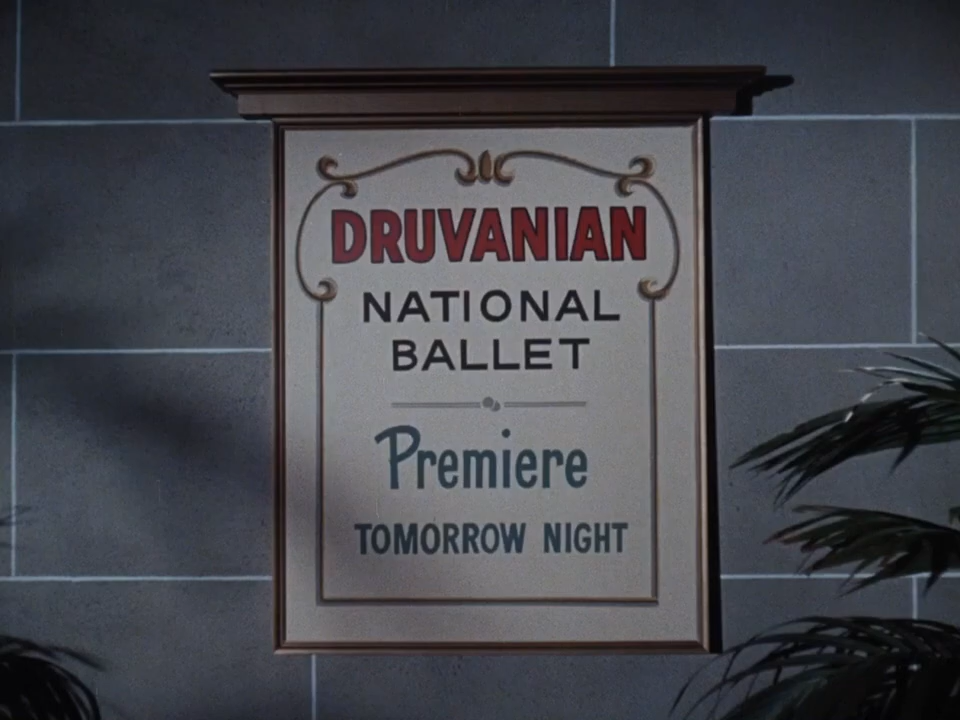 DRUVANIAN
NATIONAL
BALLET
Premiere
TOMORROW NIGHT